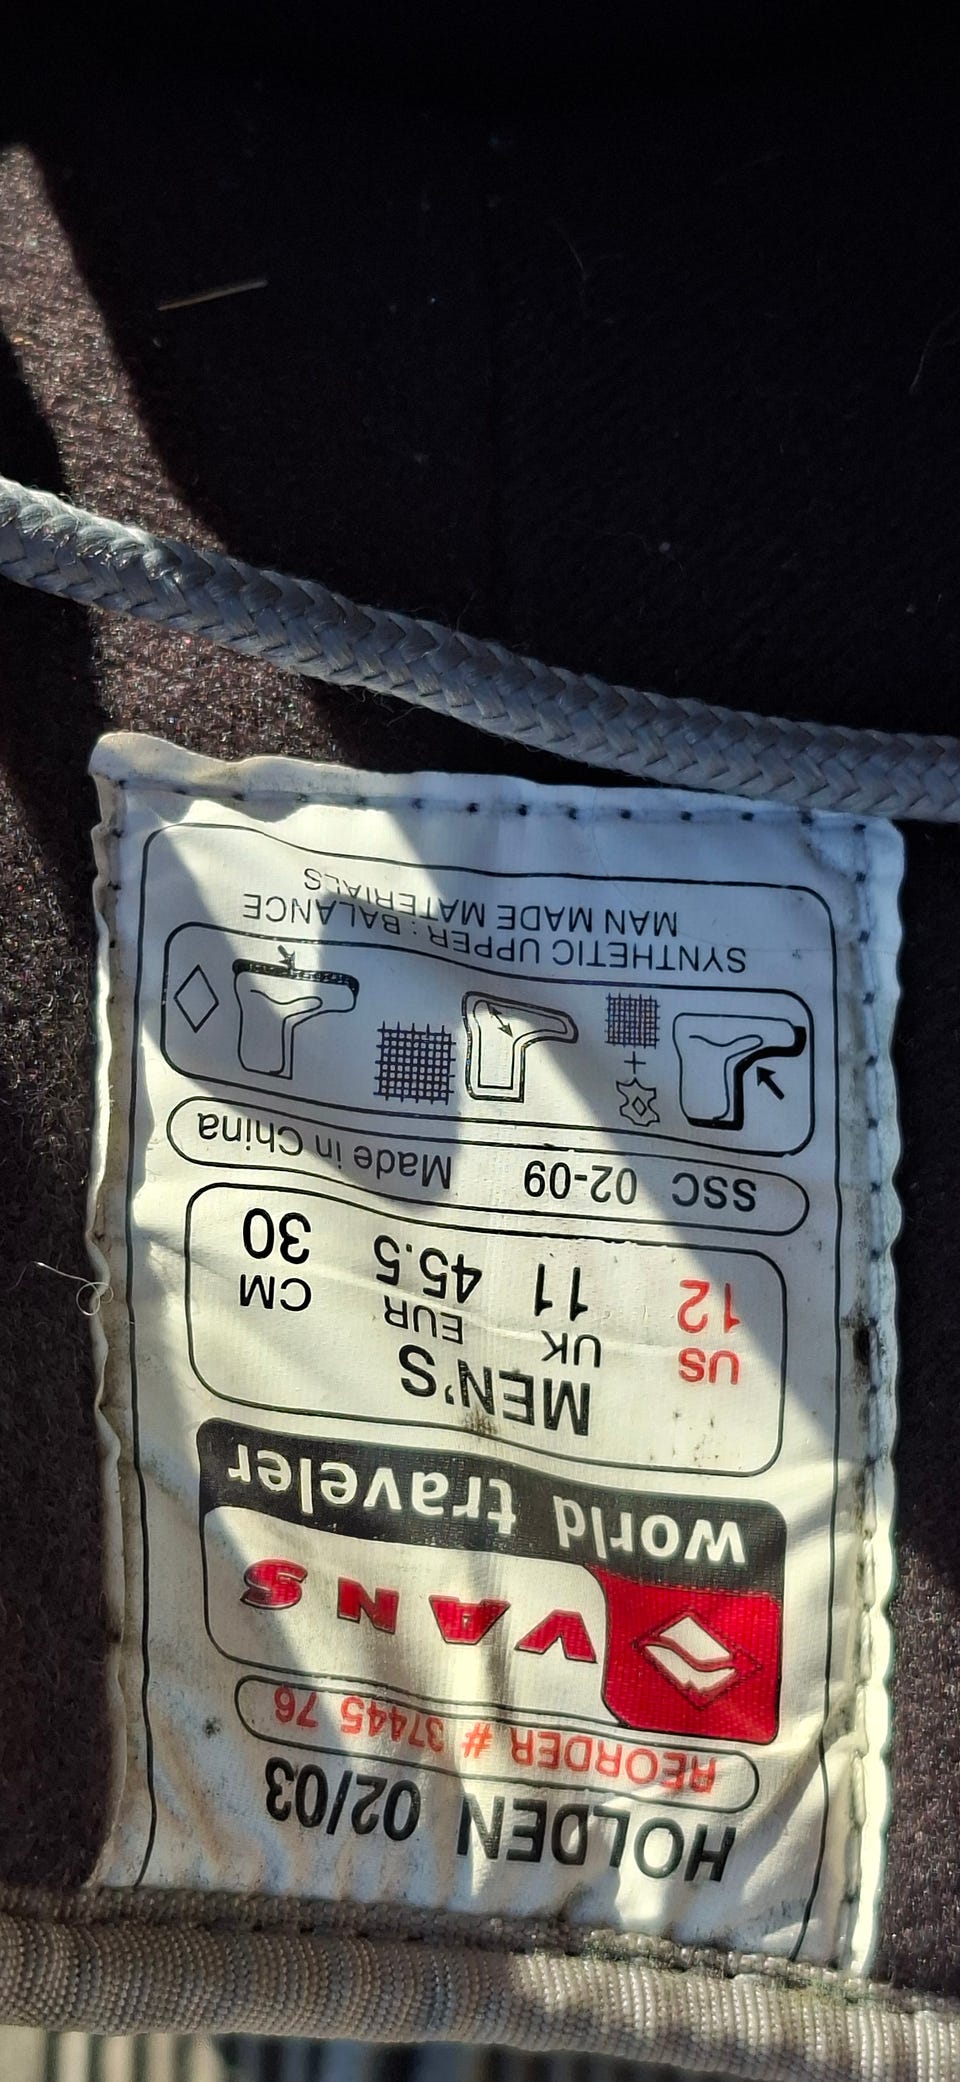 HOLDEN 02/03
REORDER # 37445 76
VANS
world traveler
MEN'S
US UK EUR CM
12 11 45.5 30
SSC 02-09 Made in China
SYNTHETIC UPPER : BALANCE
MAN MADE MATERIALS